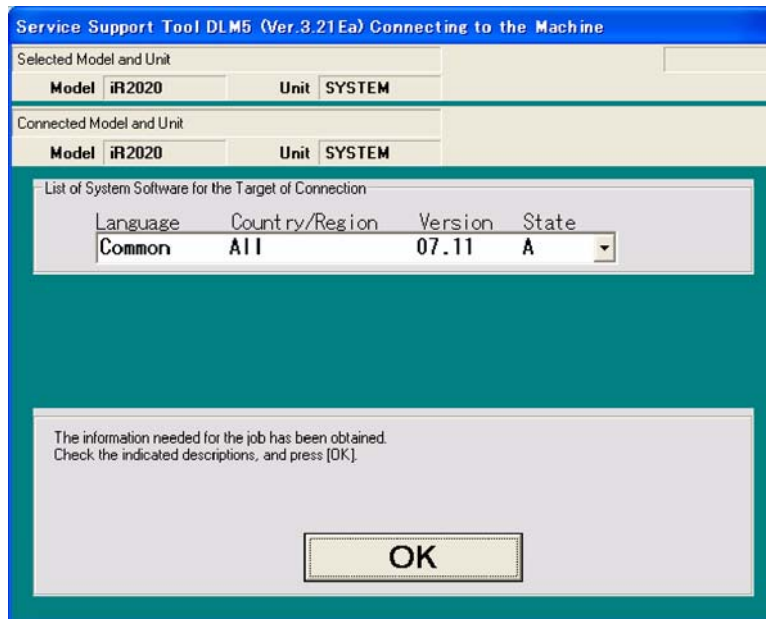 Service Support Tool DLM5 (Ver.3.21Ea) Connecting to the Machine
Selected Model and Unit
Model iR2020 Unit SYSTEM
Connected Model and Unit
Model iR2020 Unit SYSTEM
List of System Software for the Target of Connection
Language Country/Region Version State
Common All 07.11 A
The information needed for the job has been obtained.
Check the indicated descriptions, and press [OK].
OK